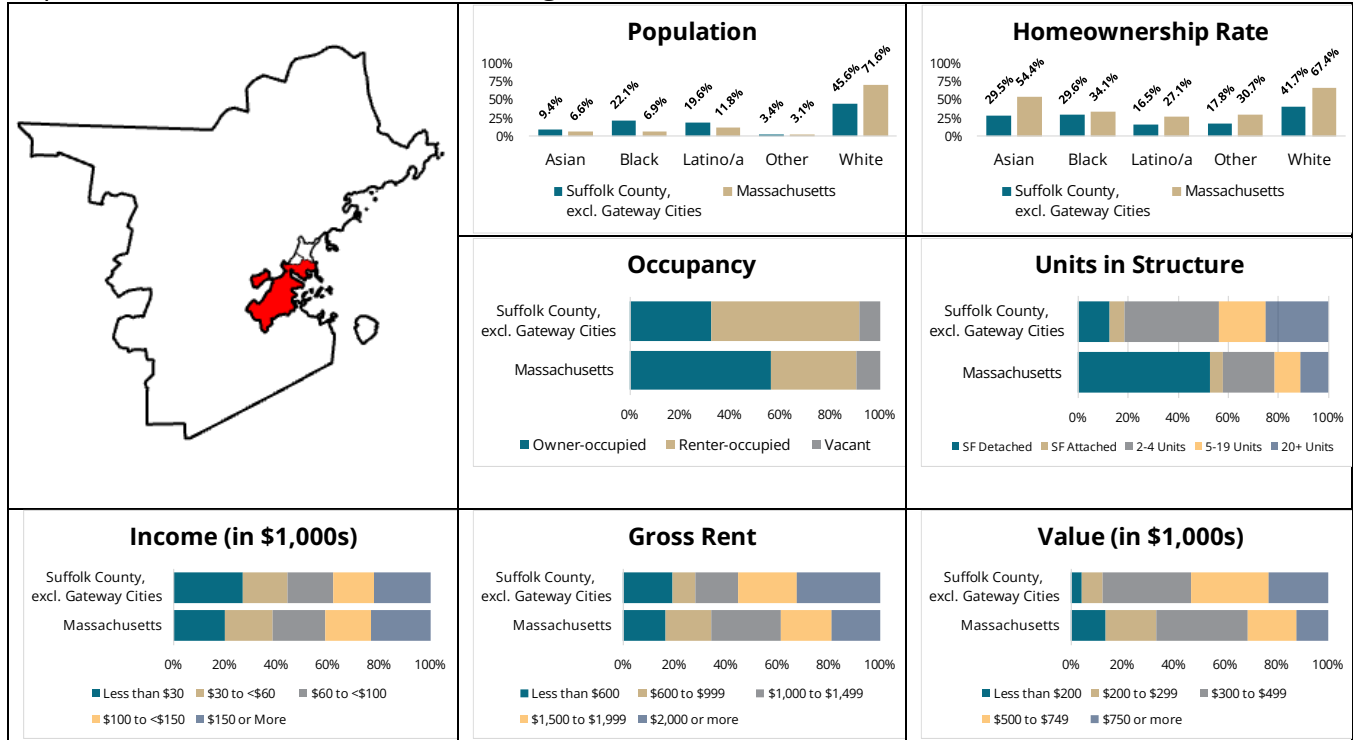 Population
100%
75%
50%
25%
0%
9.4%
6.6%
22.1%
6.9%
19.6%
11.8%
3.4%
3.1%
45.6%
71.6%
Asian Black Latino/a Other White
Suffolk County, excl. Gateway Cities
Massachusetts
Homeownership Rate
100%
75%
50%
25%
0%
29.5%
54.4%
29.6%
34.1%
16.5%
27.1%
17.8%
30.7%
41.7%
67.4%
Asian Black Latino/a Other White
Suffolk County, excl. Gateway Cities
Massachusetts
Occupancy
Suffolk County,
excl. Gateway Cities
Massachusetts
0% 20% 40% 60% 80% 100%
Owner-occupied Renter-occupied Vacant
Units in Structure
Suffolk County,
excl. Gateway Cities
Massachusetts
0% 20% 40% 60% 80% 100%
SF Detached SF Attached 2-4 Units 5-19 Units 20+ Units
Income (in $1,000s)
Suffolk County,
excl. Gateway Cities
Massachusetts
0% 20% 40% 60% 80% 100%
Less than $30 $30 to <$60 $60 to <$100
$100 to <$150 $150 or More
Gross Rent
Suffolk County,
excl. Gateway Cities
Massachusetts
0% 20% 40% 60% 80% 100%
Less than $600 $600 to $999 $1,000 to $1,499
$1,500 to $1,999 $2,000 or more
Value (in $1,000s)
Suffolk County,
excl. Gateway Cities
Massachusetts
0% 20% 40% 60% 80% 100%
Less than $200 $200 to $299 $300 to $499
$500 to $749 $750 or more